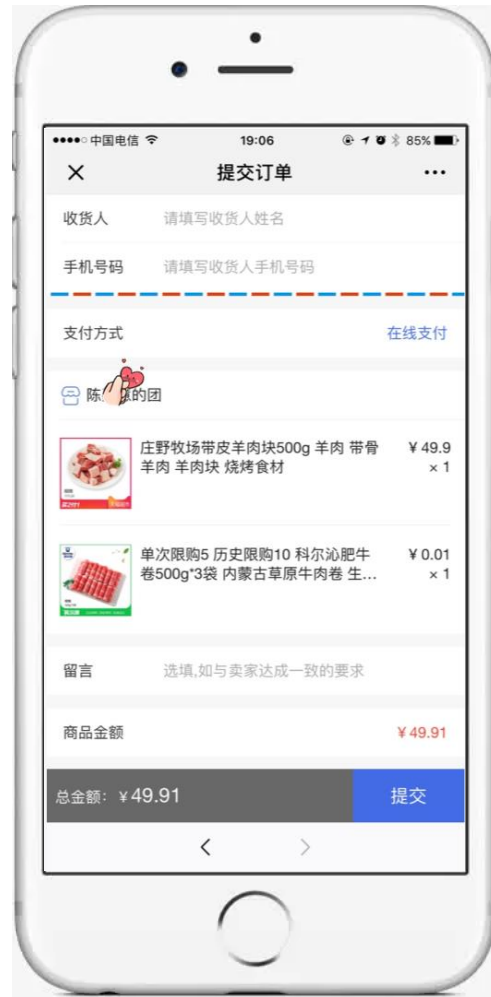 中国电信 19:06 85%
提交订单
收货人 请填写收货人姓名
手机号码 请填写收货人手机号码
支付方式 在线支付
陈 的团
庄野牧场带皮羊肉块500g 羊肉 带骨 ¥ 49.9
羊肉 羊肉块 烧烤食材 × 1
单次限购5 历史限购10 科尔沁肥牛 ¥ 0.01
卷500g*3袋 内蒙古草原牛肉卷 生... × 1
留言 选填,如与卖家达成一致的要求
商品金额 ¥ 49.91
总金额: ¥ 49.91 提交